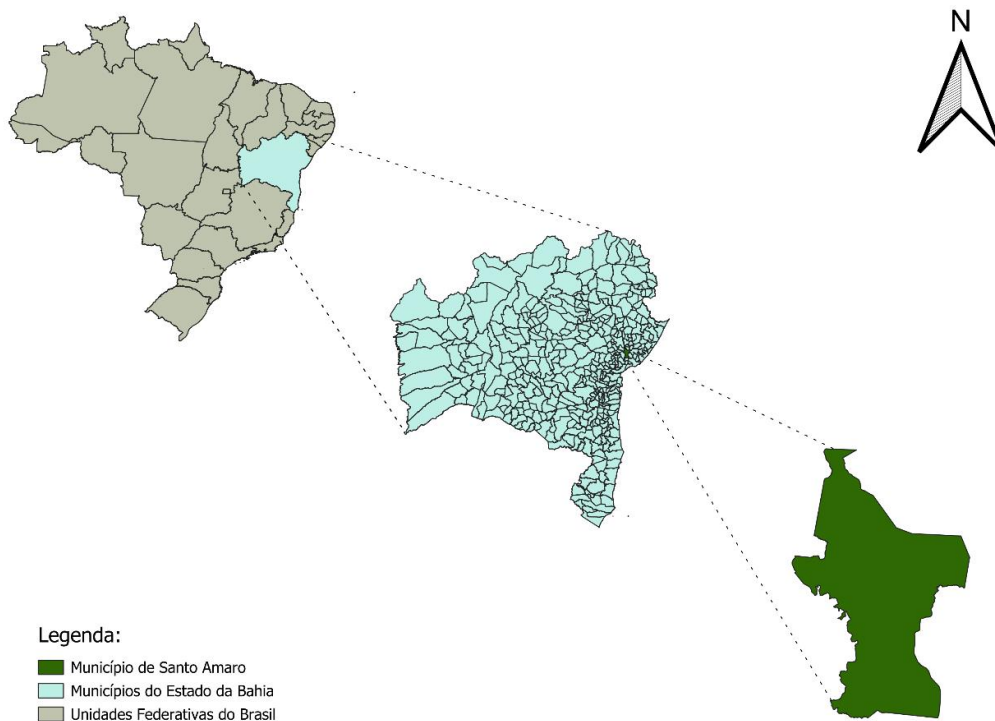 N
Legenda:
Município de Santo Amaro
Municípios do Estado da Bahia
Unidades Federativas do Brasil